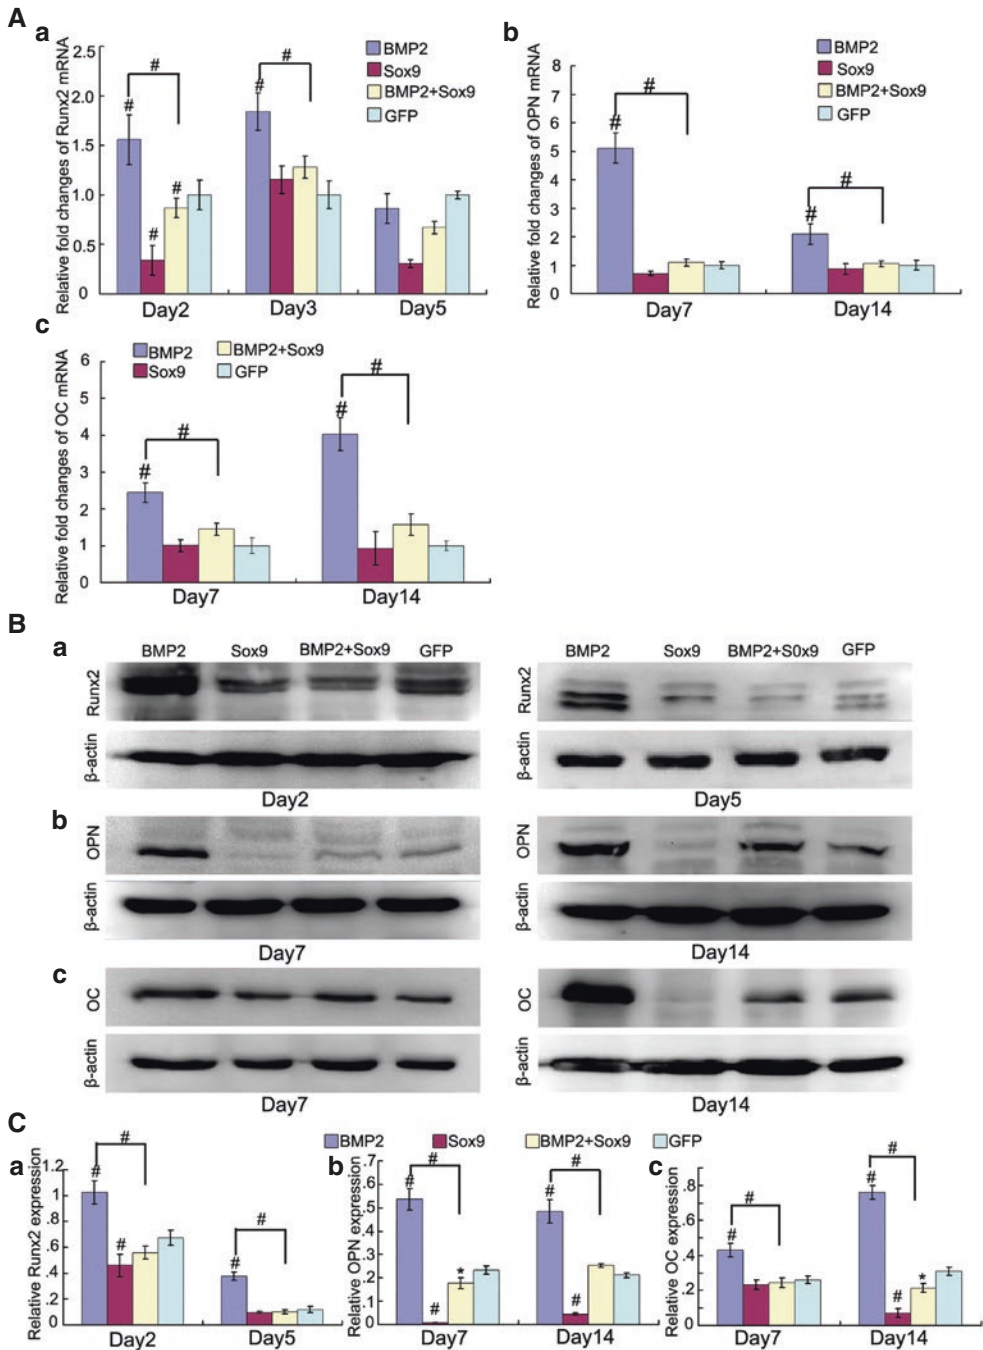 A
a
Relative fold changes of Runx2 mRNA
2.5
2.0
1.5
1.0
0.5
0
BMP2
Sox9
BMP2+Sox9
GFP
#
#
#
#
#
#
Day2
Day3
Day5
b
Relative fold changes of OPN mRNA
8
7
6
5
4
3
2
1
0
BMP2
Sox9
BMP2+Sox9
GFP
#
#
#
#
Day7
Day14
c
Relative fold changes of OC mRNA
6
5
4
3
2
1
0
BMP2
BMP2+Sox9
Sox9
GFP
#
#
#
#
Day7
Day14
B
a
BMP2 Sox9 BMP2+Sox9 GFP
Runx2
β-actin
Day2
BMP2 Sox9 BMP2+S0x9 GFP
Runx2
β-actin
Day5
b
OPN
β-actin
Day7
OPN
β-actin
Day14
c
OC
β-actin
Day7
OC
β-actin
Day14
C
BMP2 Sox9 BMP2+Sox9 GFP
a
Relative Runx2 expression
1.2
1
.8
.6
.4
.2
0
#
#
#
#
#
Day2
Day5
b
Relative OPN expression
.7
.6
.5
.4
.3
.2
.1
0
#
#
#
*
#
#
#
Day7
Day14
c
Relative OC expression
.8
.6
.4
.2
0
#
#
#
#
#
*
Day7
Day14